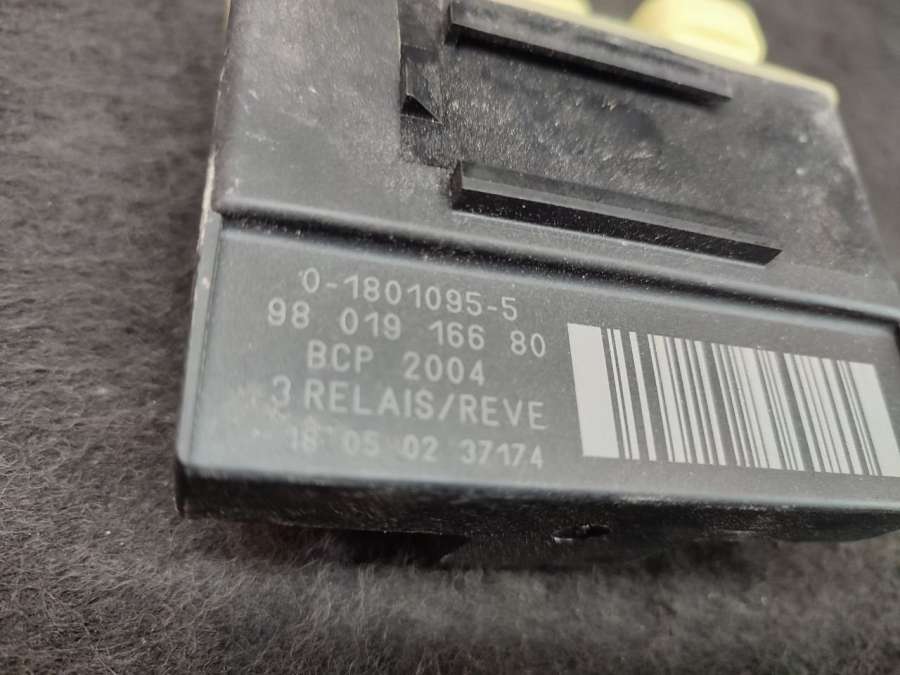 0-1801095-5
98 019 166 80
BCP 2004
3 RELAIS/REVE
18 05 02 37174